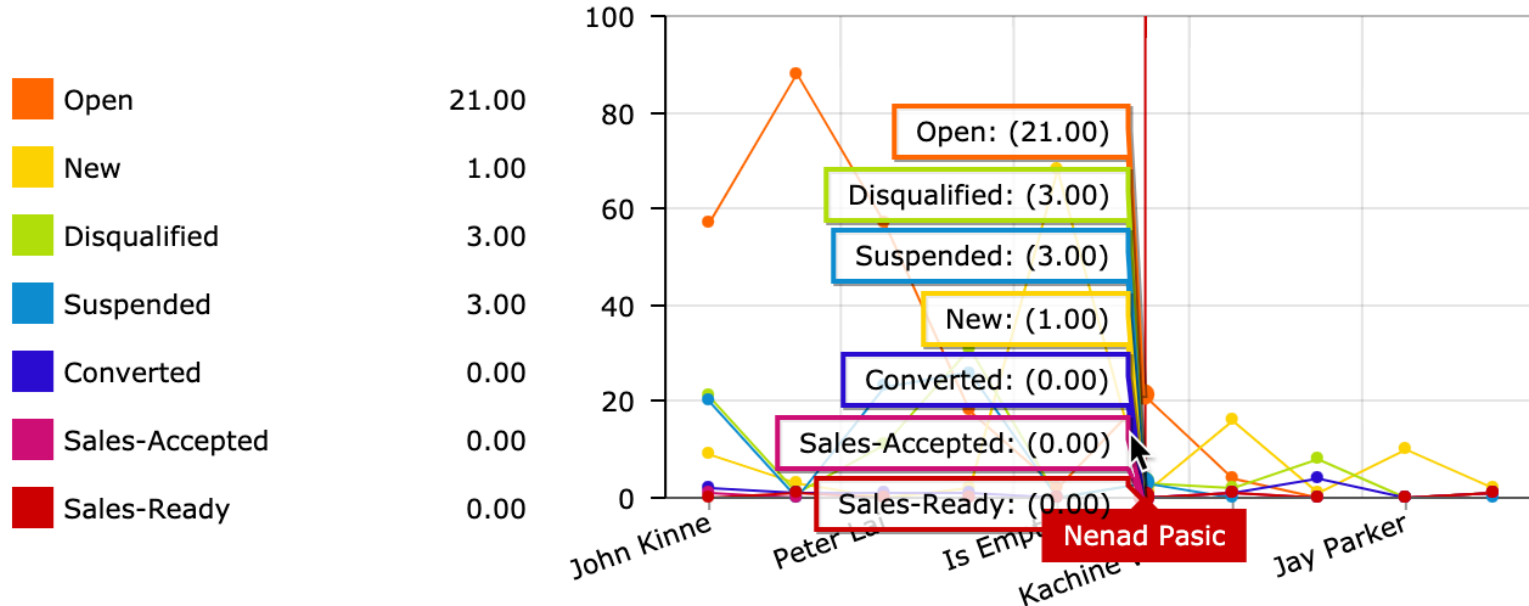 Open 21.00
New 1.00
Disqualified 3.00
Suspended 3.00
Converted 0.00
Sales-Accepted 0.00
Sales-Ready 0.00
100
80
60
40
20
0
Open: (21.00)
Disqualified: (3.00)
Suspended: (3.00)
New: (1.00)
Converted: (0.00)
Sales-Accepted: (0.00)
Sales-Ready: (0.00)
Nenad Pasic
John Kinne
Peter
Is
Kachine
Jay Parker